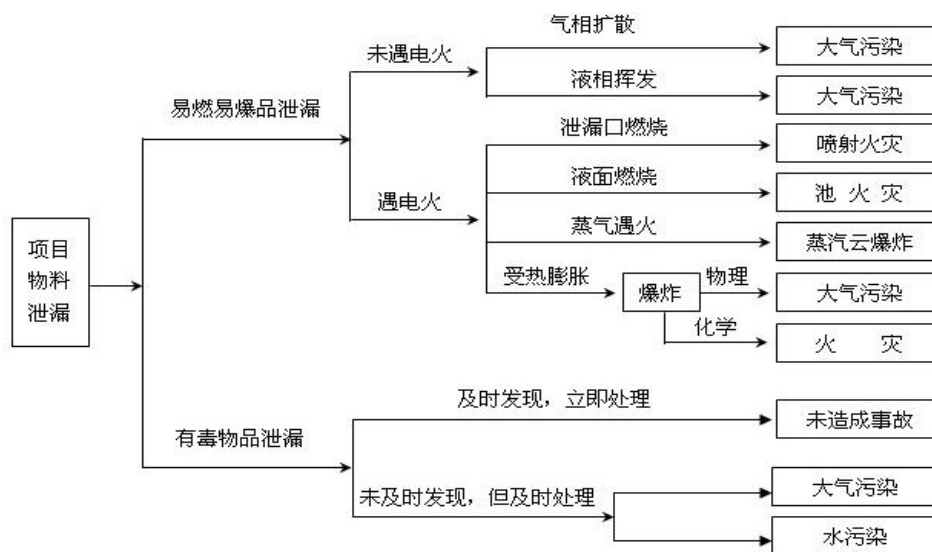 气相扩散
大气污染
未遇电火
液相挥发
大气污染
易燃易爆品泄漏
泄漏口燃烧
喷射火灾
液面燃烧
池火灾
遇电火
蒸气遇火
蒸汽云爆炸
项目
物料
泄漏
受热膨胀
爆炸
物理
大气污染
化学
火灾
及时发现，立即处理
未造成事故
有毒物品泄漏
未及时发现，但及时处理
大气污染
水污染